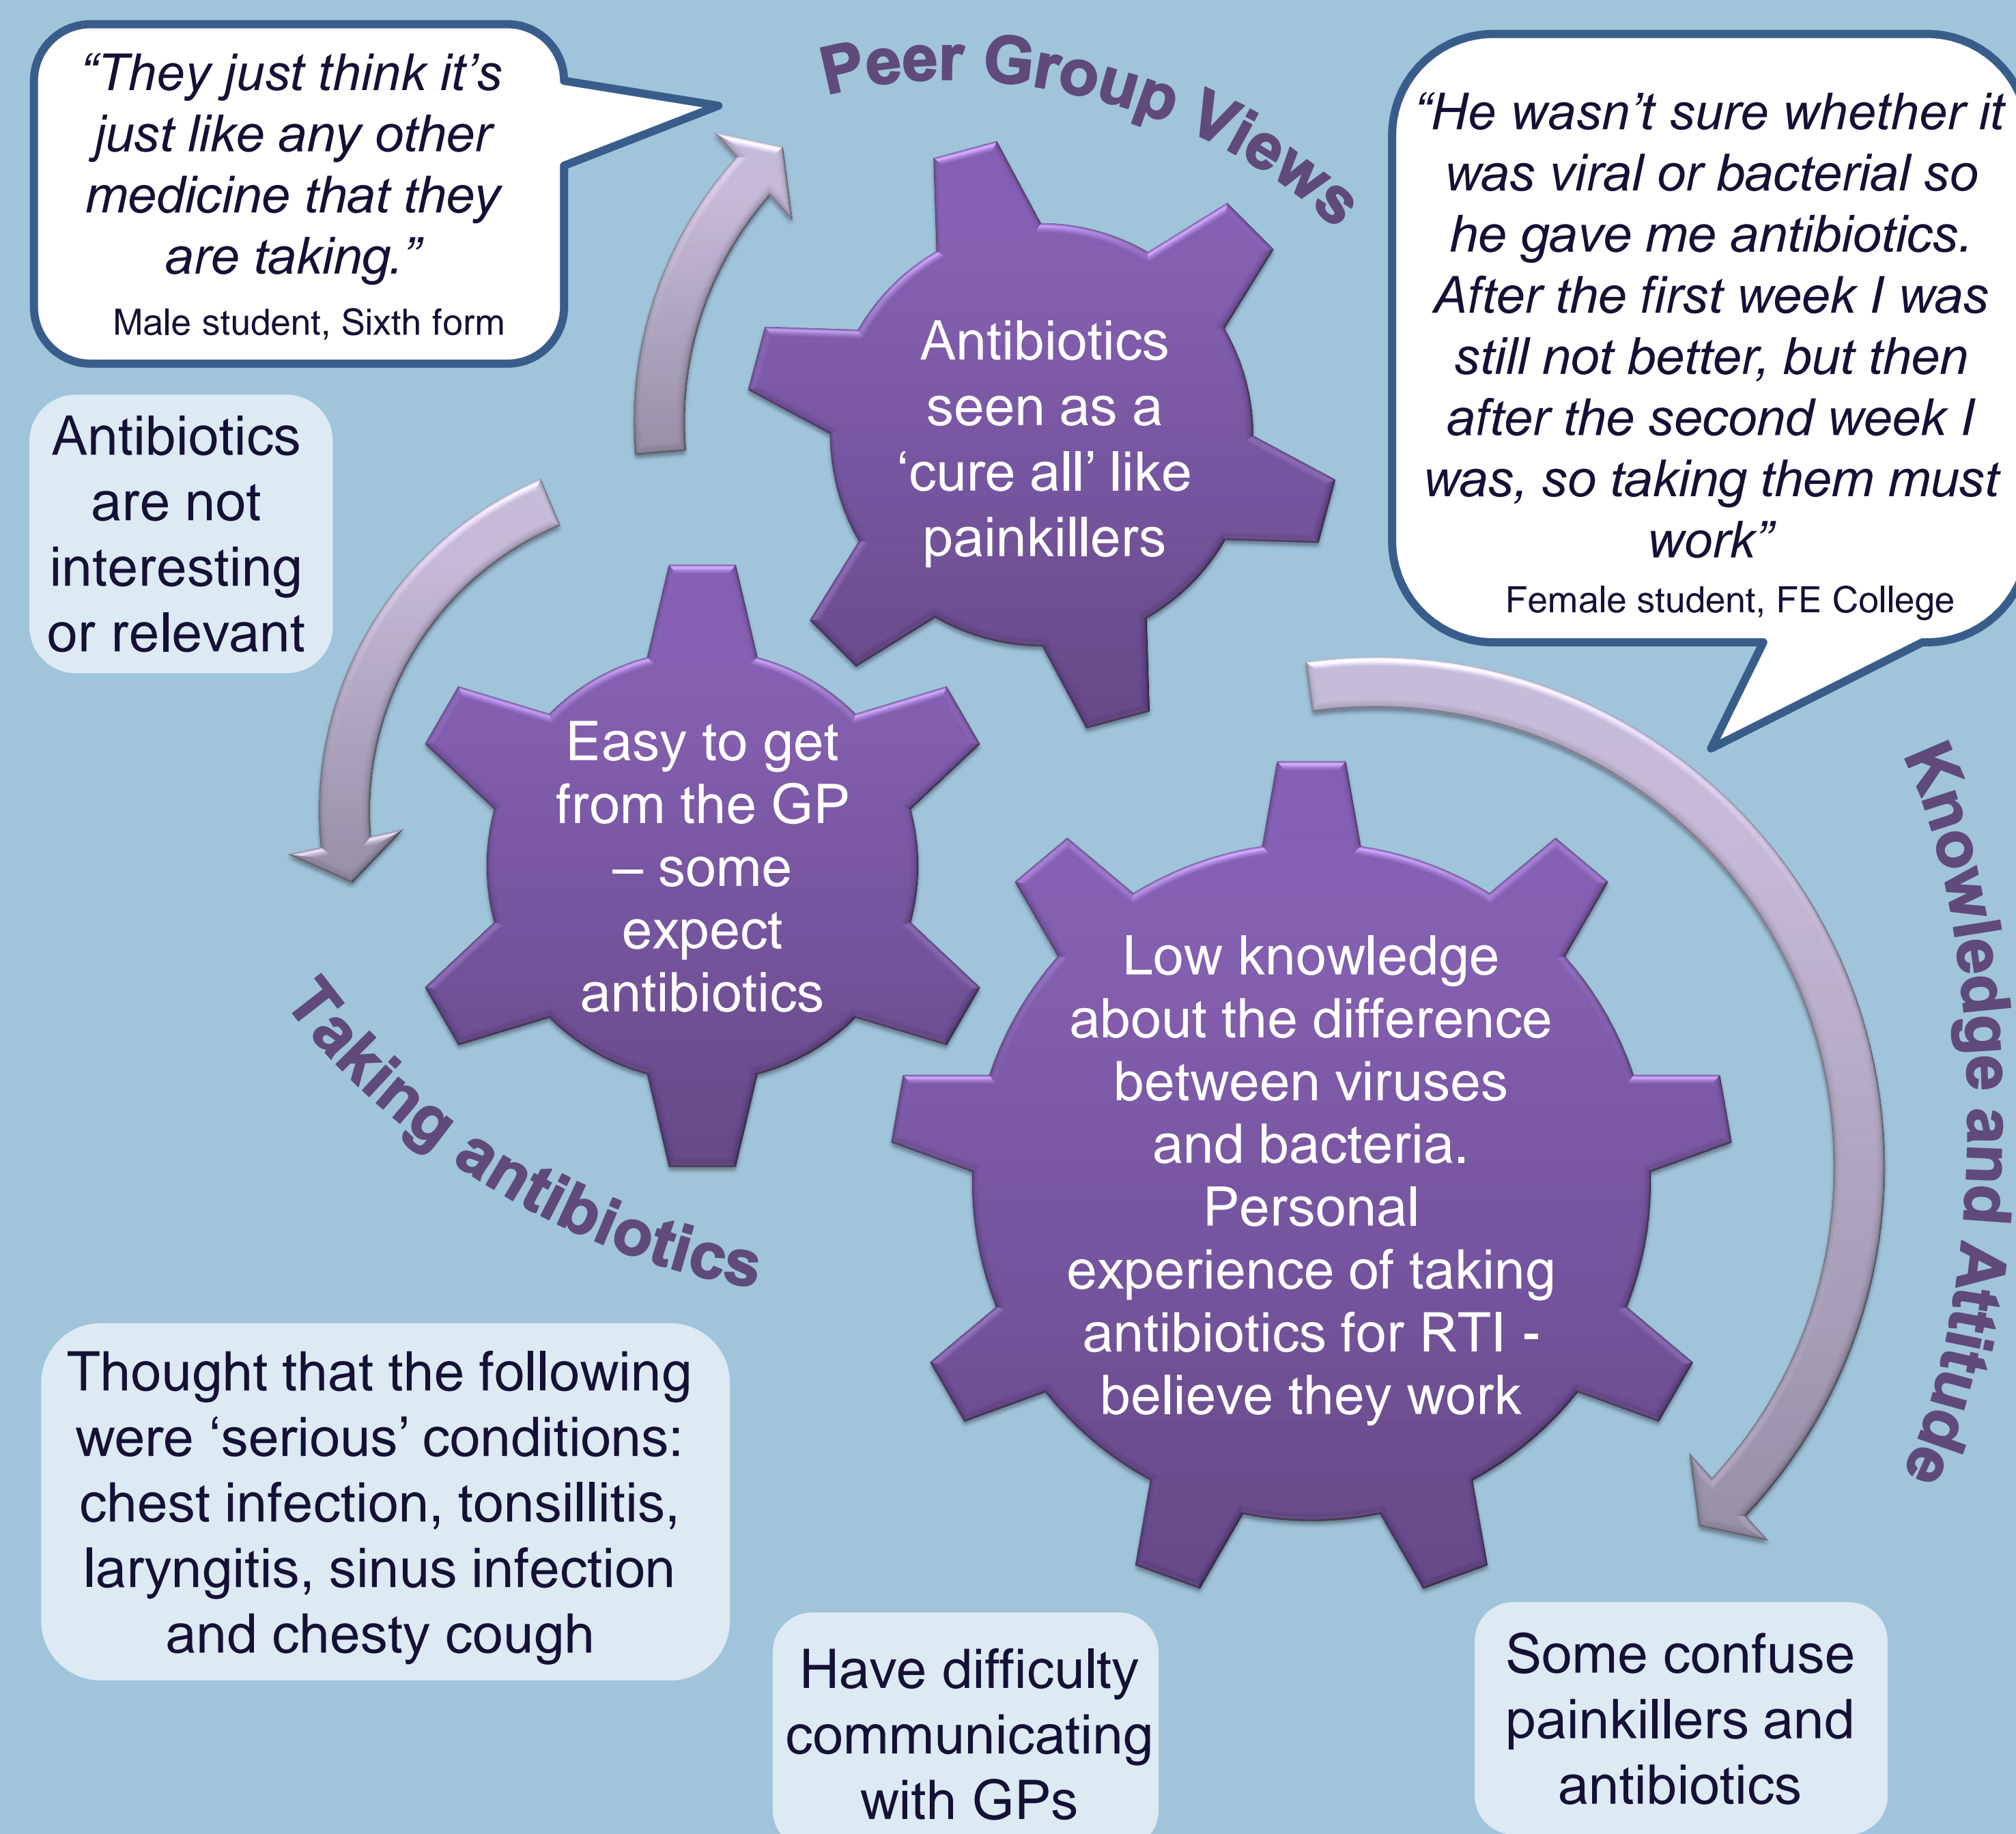 “They just think it’s
just like any other
medicine that they
are taking.”
Male student, Sixth form
Peer Group Views
“He wasn’t sure whether it
was viral or bacterial so
he gave me antibiotics.
After the first week I was
still not better, but then
after the second week I
was, so taking them must
work”
Female student, FE College
Antibiotics
are not
interesting
or relevant
Antibiotics
seen as a
‘cure all’ like
painkillers
Easy to get
from the GP
– some
expect
antibiotics
Taking antibiotics
Low knowledge
about the difference
between viruses
and bacteria.
Personal
experience of taking
antibiotics for RTI -
believe they work
Knowledge and Attitude
Thought that the following
were ‘serious’ conditions:
chest infection, tonsillitis,
laryngitis, sinus infection
and chesty cough
Have difficulty
communicating
with GPs
Some confuse
painkillers and
antibiotics